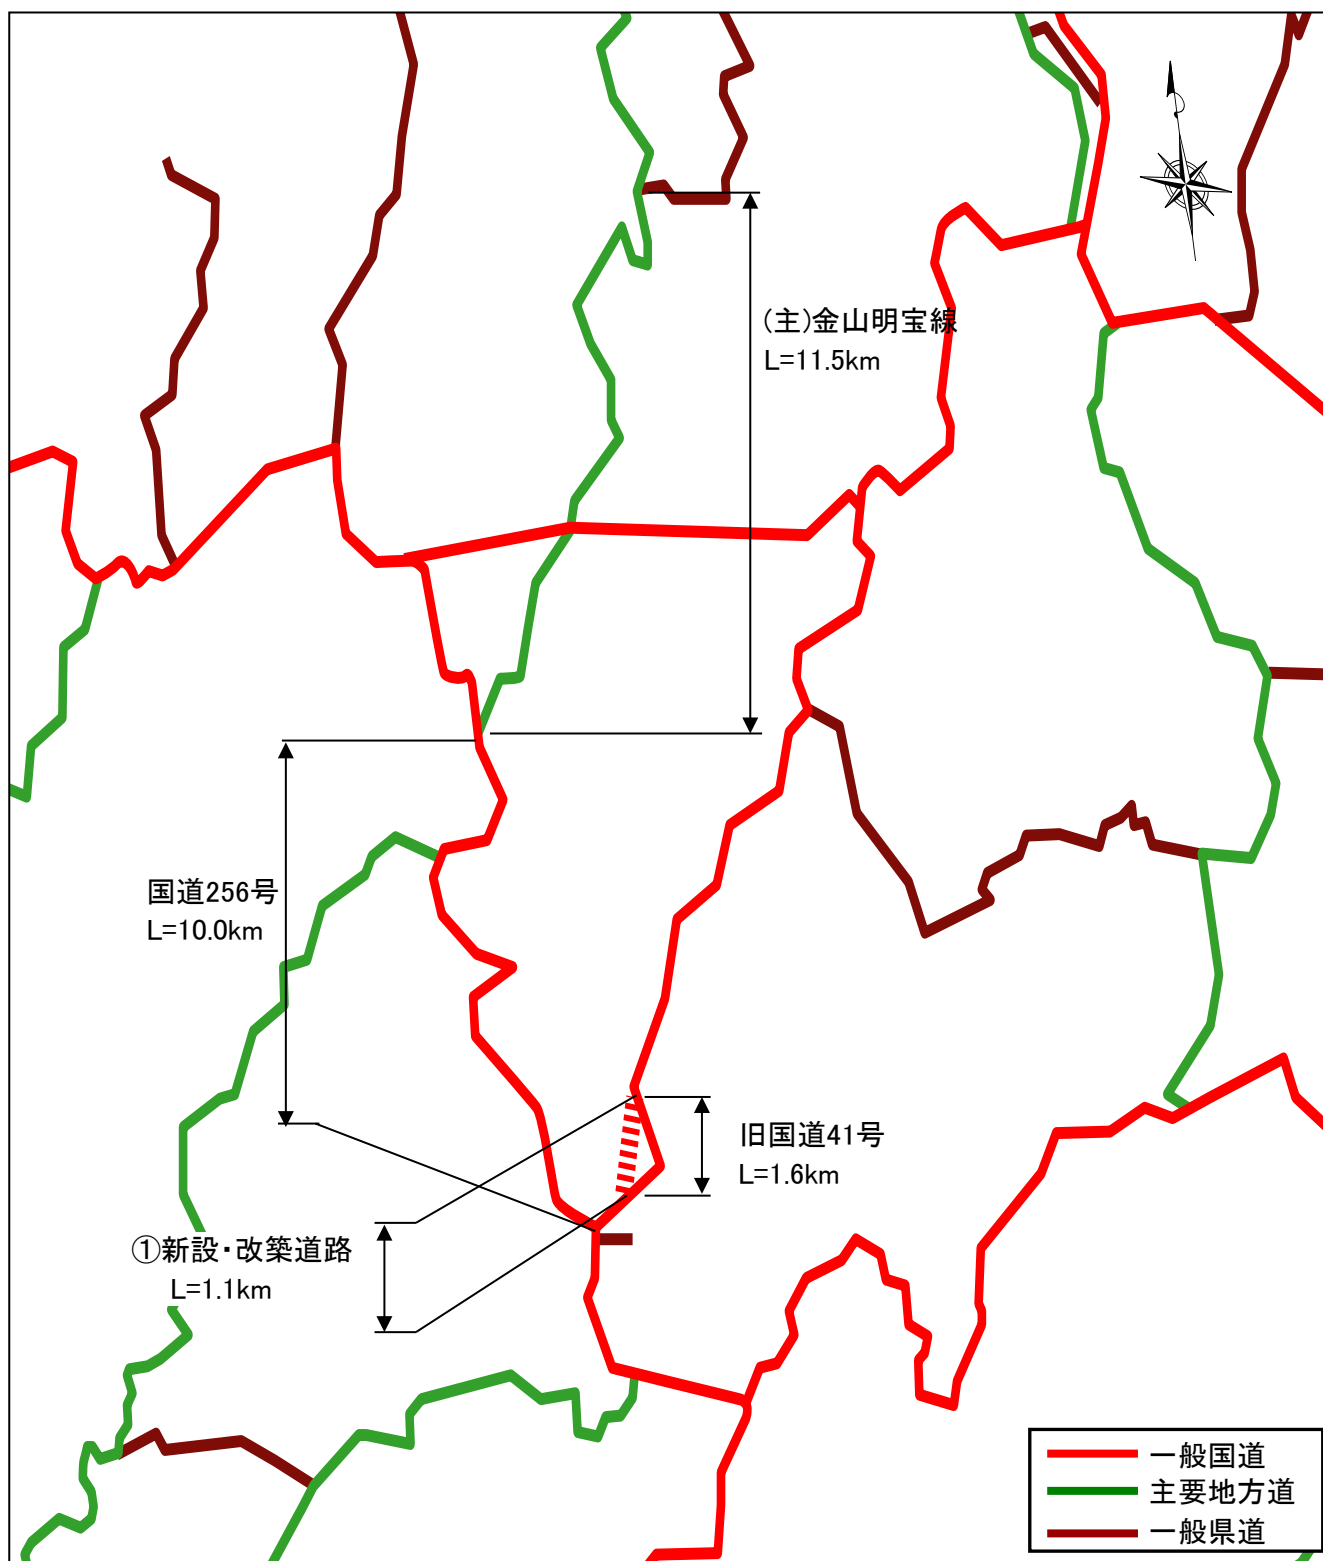 (主)金山明宝線
L=11.5km
国道256号
L=10.0km
旧国道41号
L=1.6km
①新設・改築道路
L=1.1km
一般国道
主要地方道
一般県道